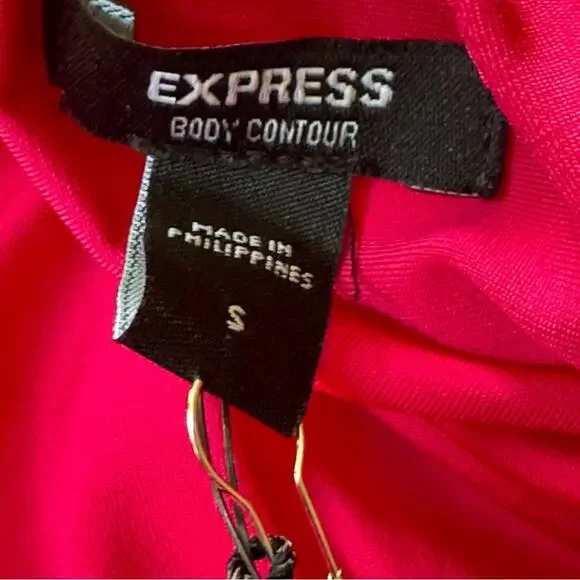 EXPRESS
BODY CONTOUR
MADE IN
PHILIPPINES
S